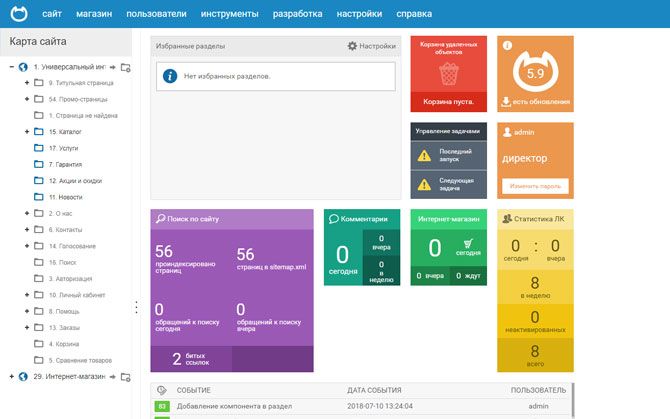 сайт магазин пользователи инструменты разработка настройки справка
Карта сайта
1. Универсальный инт
9. Титульная страница
54. Промо-страницы
1. Страница не найдена
15. Каталог
17. Услуги
7. Гарантия
12. Акции и скидки
11. Новости
2. О нас
6. Контакты
14. Голосование
16. Поиск
3. Авторизация
10. Личный кабинет
8. Помощь
13. Заказы
4. Корзина
5. Сравнение товаров
29. Интернет-магазин
Избранные разделы Настройки
Нет избранных разделов.
Корзина удаленных
объектов
Корзина пуста.
5.9
есть обновления
Управление задачами
Последний
запуск
Следующая
задача
admin
директор
Изменить пароль
Поиск по сайту
56
проиндексировано
страниц
56
страниц в sitemap.xml
0
обращений к поиску
сегодня
0
обращений к поиску
вчера
2 битых
ссылок
Комментарии
0
сегодня
0
вчера
0
в
неделю
Интернет-магазин
0
сегодня
0 вчера 0 ждут
Статистика ЛК
0 : 0
сегодня вчера
8
в неделю
0
неактивированных
8
всего
СОБЫТИЕ ДАТА СОБЫТИЯ ПОЛЬЗОВАТЕЛЬ
83 Добавление компонента в раздел 2018-07-10 13:24:04 admin